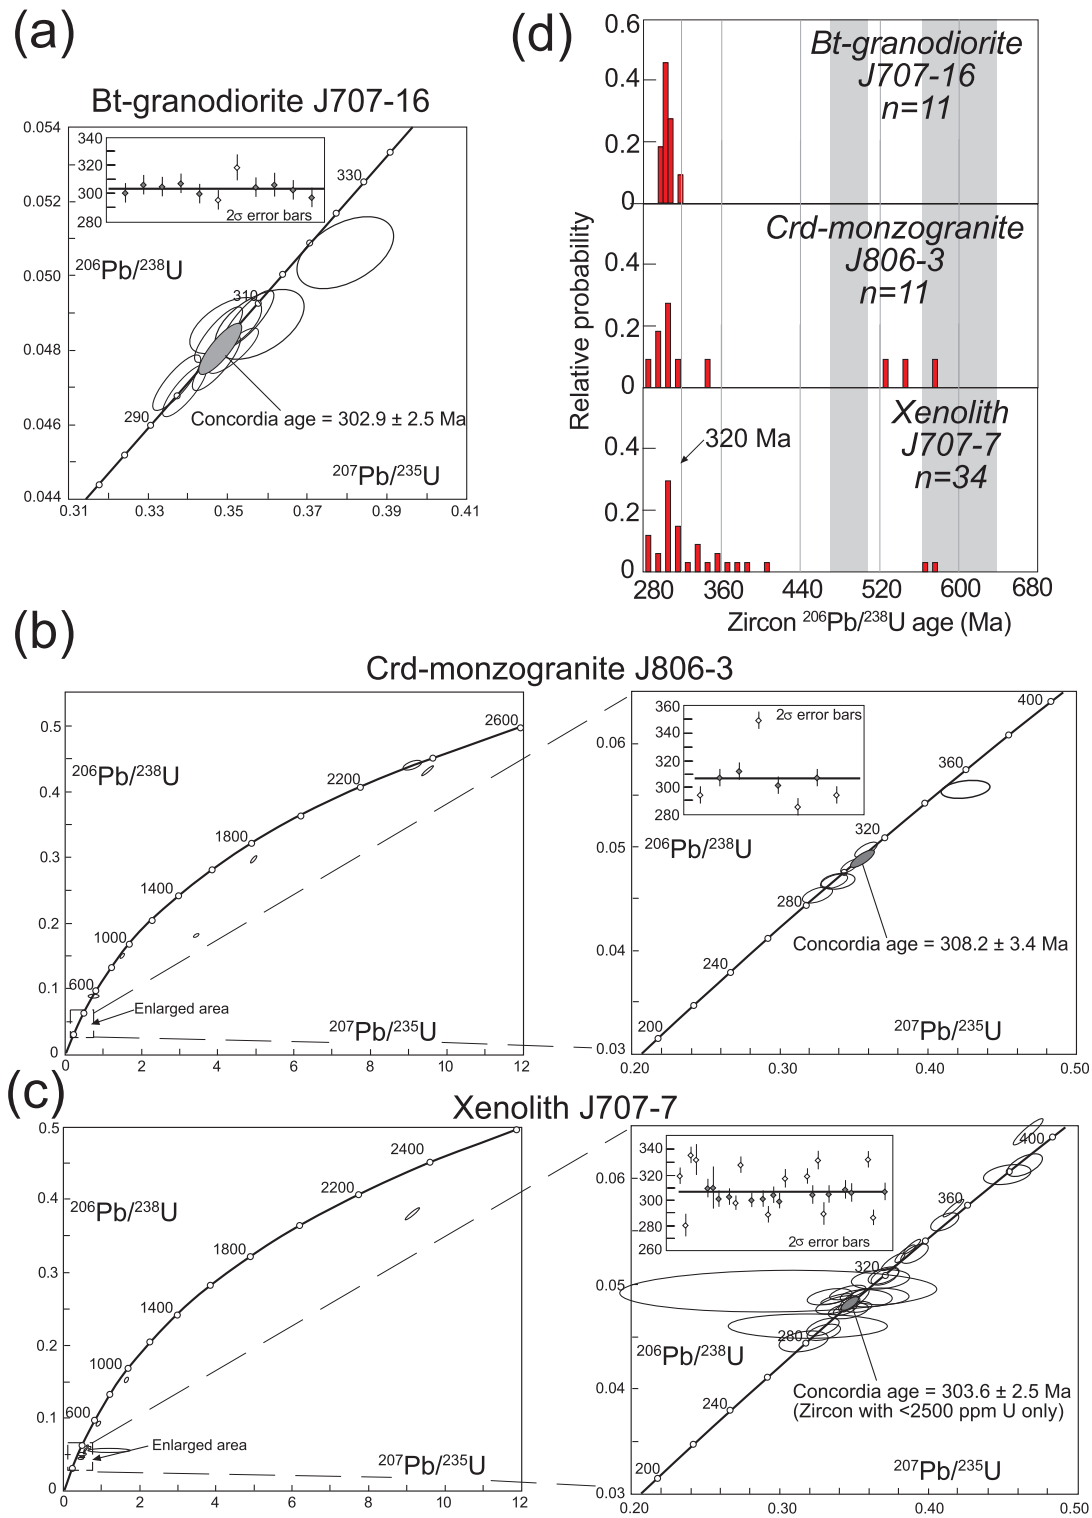 (a)
Bt-granodiorite J707-16
0.054
0.052
0.050
0.048
0.046
0.044
0.31
0.33
0.35
0.37
0.39
0.41
340
320
300
280
2σ error bars
330
310
290
206Pb/238U
Concordia age = 302.9 ± 2.5 Ma
207Pb/235U
(d)
0.6
0.4
0.2
0
Bt-granodiorite
J707-16
n=11
0.4
0.2
0
Crd-monzogranite
J806-3
n=11
0.4
0.2
0
Xenolith
J707-7
n=34
320 Ma
Relative probability
280
360
440
520
600
680
Zircon 206Pb/238U age (Ma)
(b)
Crd-monzogranite J806-3
0.5
0.4
0.3
0.2
0.1
0
0
2
4
6
8
10
12
2600
2200
1800
1400
1000
600
206Pb/238U
Enlarged area
207Pb/235U
360
340
320
300
280
2σ error bars
0.06
0.05
0.04
0.03
0.20
0.30
0.40
0.50
400
360
320
280
240
200
206Pb/238U
Concordia age = 308.2 ± 3.4 Ma
207Pb/235U
(c)
Xenolith J707-7
0.5
0.4
0.3
0.2
0.1
0
0
2
4
6
8
10
12
2400
2200
1800
1400
1000
600
206Pb/238U
Enlarged area
207Pb/235U
340
320
300
280
260
2σ error bars
0.06
0.05
0.04
0.03
0.20
0.30
0.40
0.50
400
360
320
280
240
200
206Pb/238U
Concordia age = 303.6 ± 2.5 Ma
(Zircon with <2500 ppm U only)
207Pb/235U